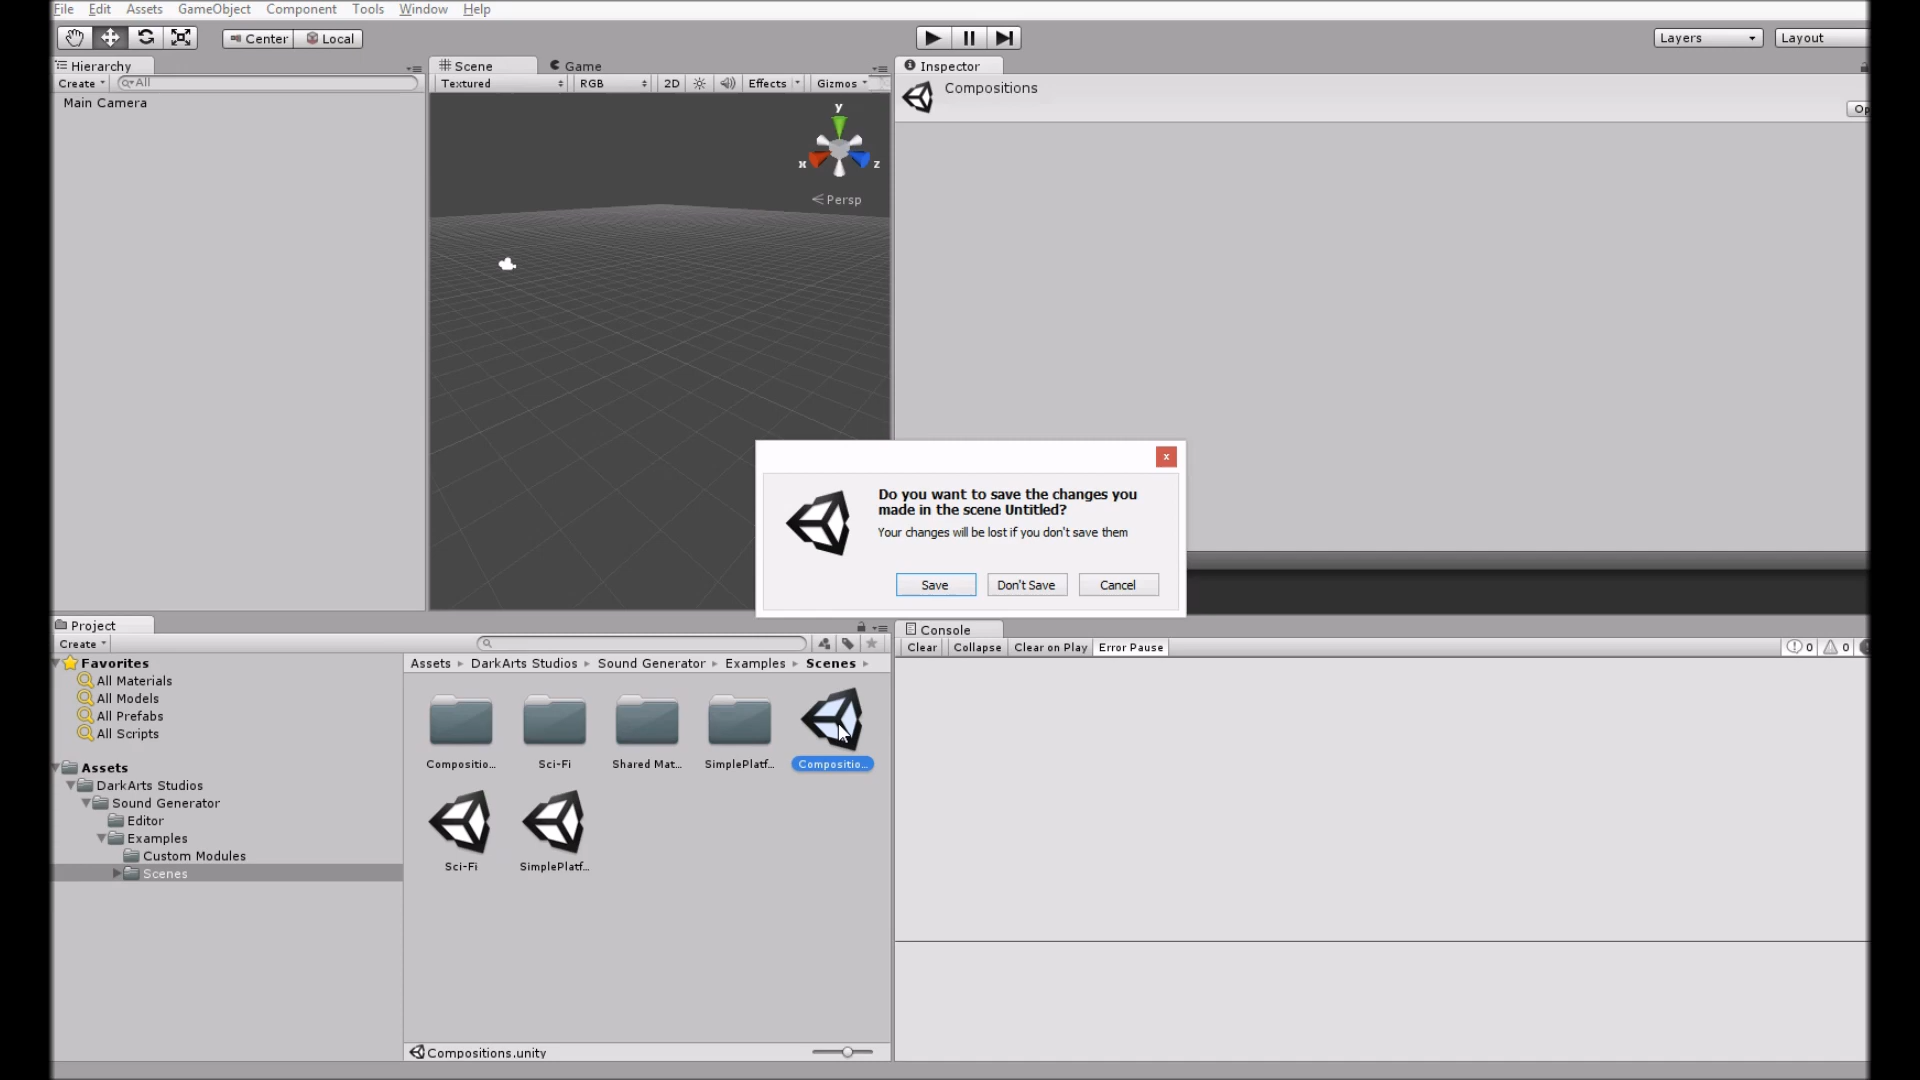 File Edit Assets GameObject Component Tools Window Help
Center Local Layers Layout
Hierarchy
Create All
Main Camera
Scene Game
Textured RGB 2D Effects Gizmos
y
x z
Persp
Inspector
Compositions
Op
Do you want to save the changes you
made in the scene Untitled?
Your changes will be lost if you don't save them
Save Don't Save Cancel
Project
Create
Favorites
All Materials
All Models
All Prefabs
All Scripts
Assets
DarkArts Studios
Sound Generator
Editor
Examples
Custom Modules
Scenes
Assets DarkArts Studios Sound Generator Examples Scenes
Compositio... Sci-Fi Shared Mat... SimplePlatf... Compositio...
Sci-Fi SimplePlatf...
Compositions.unity
Console
Clear Collapse Clear on Play Error Pause 0 0